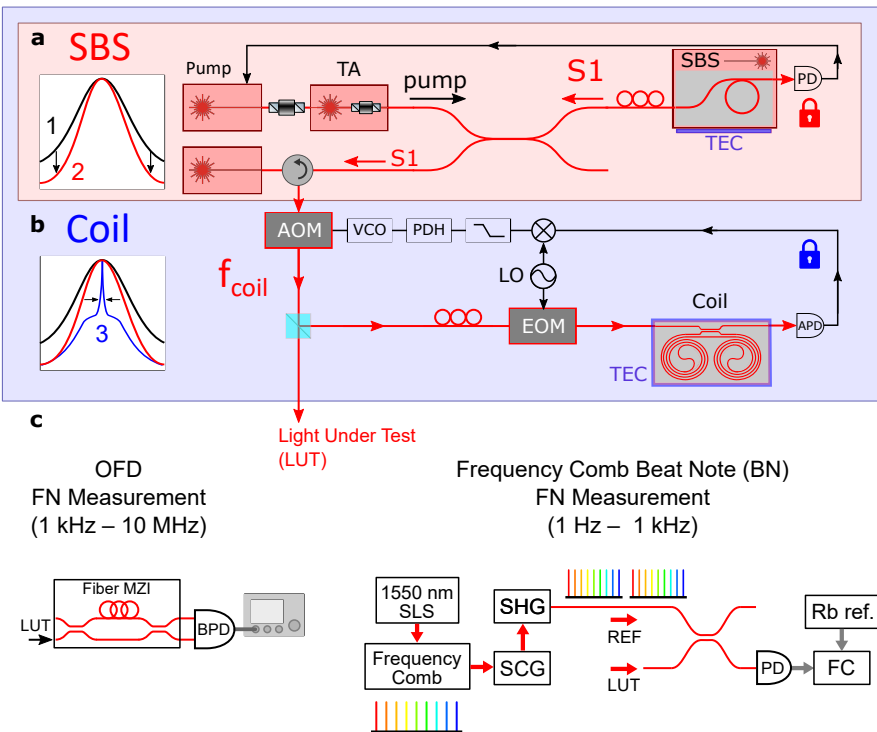 a SBS
Pump
TA
pump
S1
SBS
PD
TEC
1
2
S1
b Coil
AOM
VCO
PDH
LO
f_coil
EOM
Coil
APD
TEC
3
Light Under Test
(LUT)
c
OFD
FN Measurement
(1 kHz – 10 MHz)
Fiber MZI
LUT
BPD
Frequency Comb Beat Note (BN)
FN Measurement
(1 Hz – 1 kHz)
1550 nm
SLS
Frequency
Comb
SHG
SCG
REF
LUT
PD
Rb ref.
FC